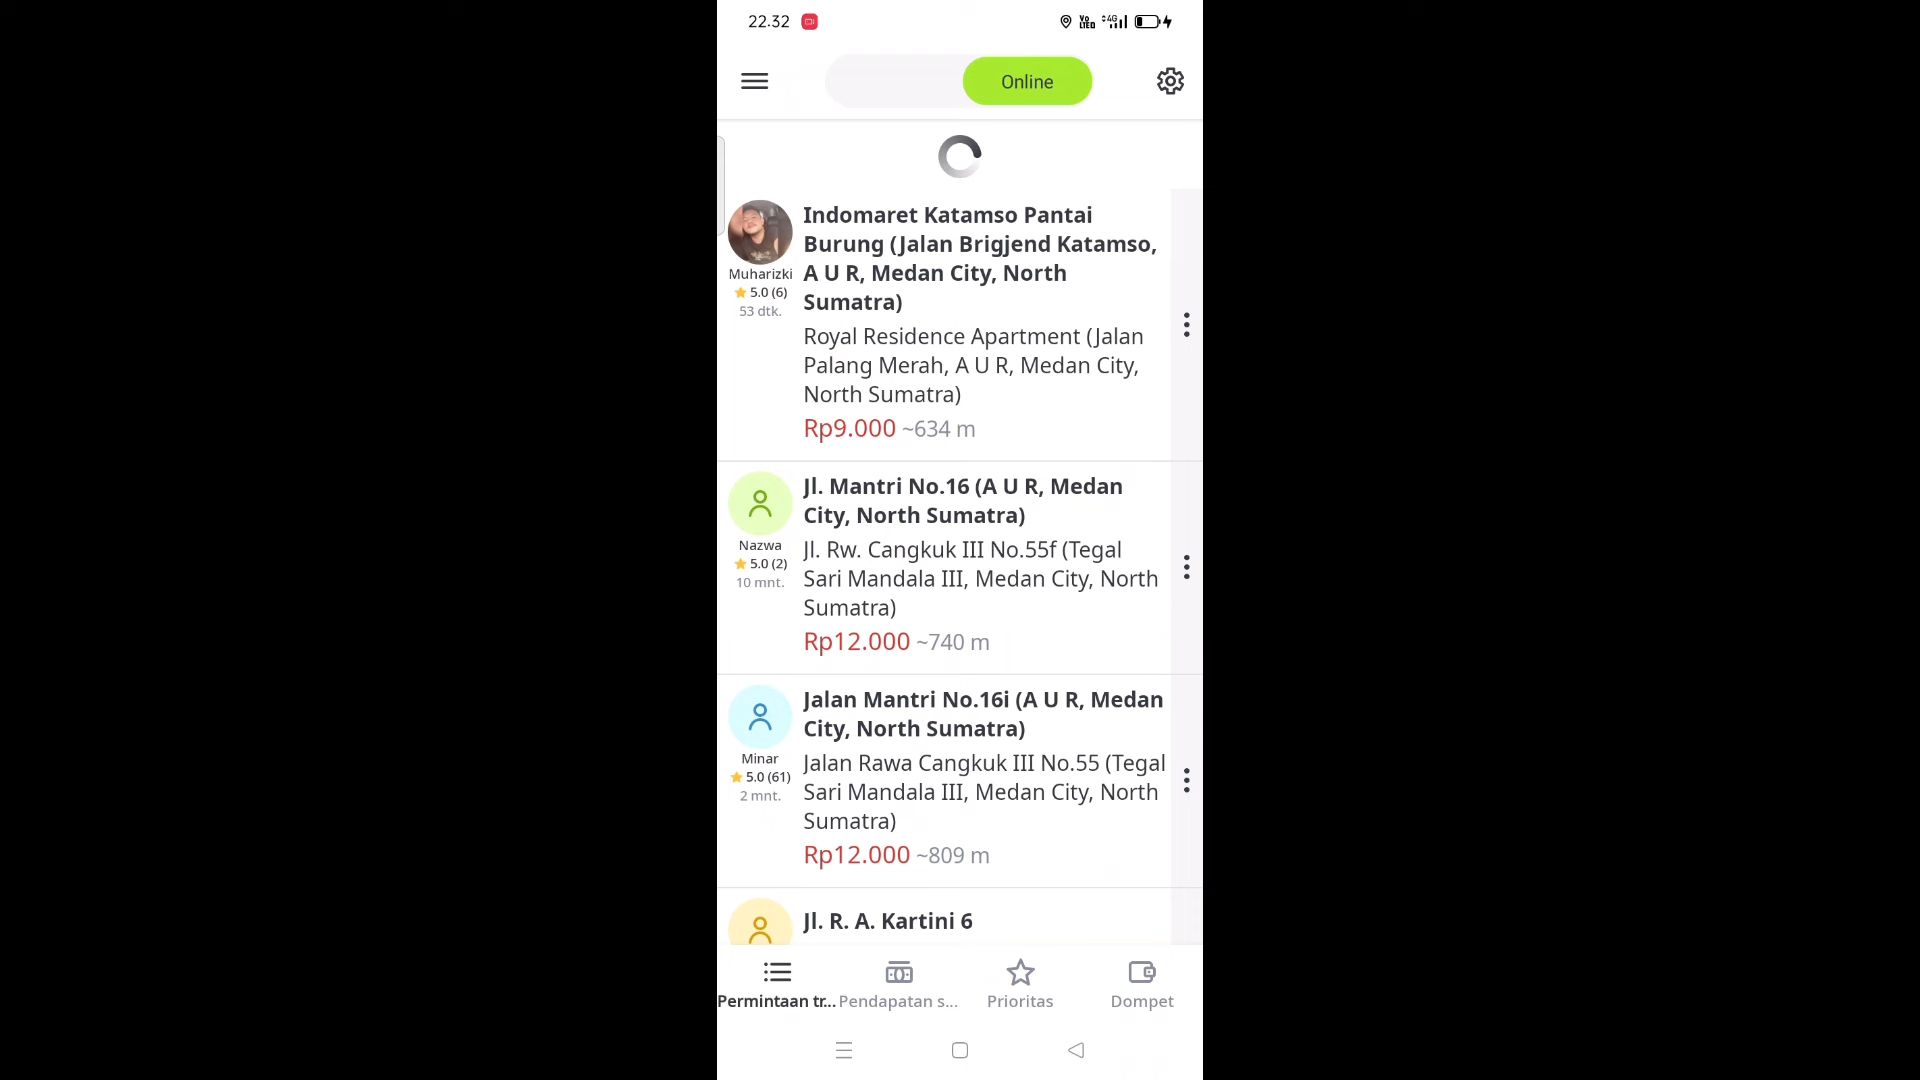 22.32
Vo
LTED
4G
Online
Indomaret Katamso Pantai
Burung (Jalan Brigjend Katamso,
A U R, Medan City, North
Sumatra)
Muharizki
5.0 (6)
53 dtk.
Royal Residence Apartment (Jalan
Palang Merah, A U R, Medan City,
North Sumatra)
Rp9.000 ~634 m
Jl. Mantri No.16 (A U R, Medan
City, North Sumatra)
Nazwa
5.0 (2)
10 mnt.
Jl. Rw. Cangkuk III No.55f (Tegal
Sari Mandala III, Medan City, North
Sumatra)
Rp12.000 ~740 m
Jalan Mantri No.16i (A U R, Medan
City, North Sumatra)
Minar
5.0 (61)
2 mnt.
Jalan Rawa Cangkuk III No.55 (Tegal
Sari Mandala III, Medan City, North
Sumatra)
Rp12.000 ~809 m
Jl. R. A. Kartini 6
Permintaan tr...
Pendapatan s...
Prioritas
Dompet